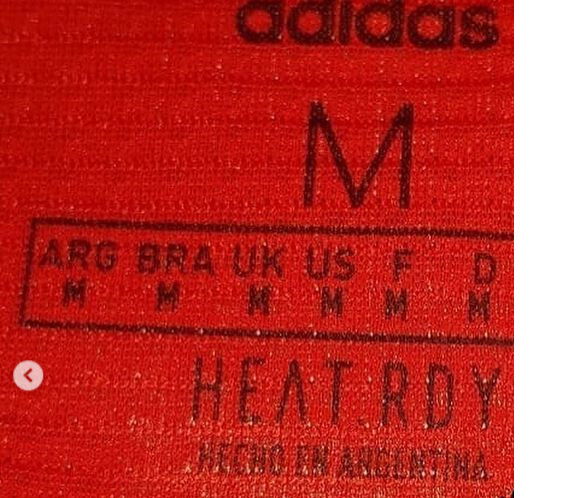 adidas
M
ARG BRA UK US F D
M M M M M M
HEAT.RDY
HECHO EN ARGENTINA